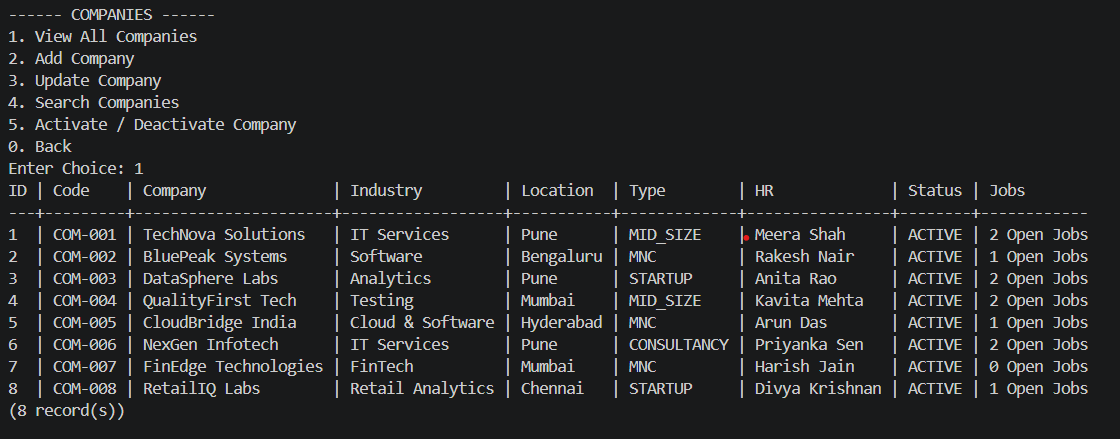 ------ COMPANIES ------
1. View All Companies
2. Add Company
3. Update Company
4. Search Companies
5. Activate / Deactivate Company
0. Back
Enter Choice: 1
ID | Code    | Company              | Industry         | Location  | Type        | HR             | Status | Jobs
---+---------+----------------------+------------------+-----------+-------------+----------------+--------+------------
1  | COM-001 | TechNova Solutions   | IT Services      | Pune      | MID_SIZE    | Meera Shah     | ACTIVE | 2 Open Jobs
2  | COM-002 | BluePeak Systems     | Software         | Bengaluru | MNC         | Rakesh Nair    | ACTIVE | 1 Open Jobs
3  | COM-003 | DataSphere Labs      | Analytics        | Pune      | STARTUP     | Anita Rao      | ACTIVE | 2 Open Jobs
4  | COM-004 | QualityFirst Tech    | Testing          | Mumbai    | MID_SIZE    | Kavita Mehta   | ACTIVE | 2 Open Jobs
5  | COM-005 | CloudBridge India    | Cloud & Software | Hyderabad | MNC         | Arun Das       | ACTIVE | 1 Open Jobs
6  | COM-006 | NexGen Infotech      | IT Services      | Pune      | CONSULTANCY | Priyanka Sen   | ACTIVE | 2 Open Jobs
7  | COM-007 | FinEdge Technologies | FinTech          | Mumbai    | MNC         | Harish Jain    | ACTIVE | 0 Open Jobs
8  | COM-008 | RetailIQ Labs        | Retail Analytics | Chennai   | STARTUP     | Divya Krishnan | ACTIVE | 1 Open Jobs
(8 record(s))